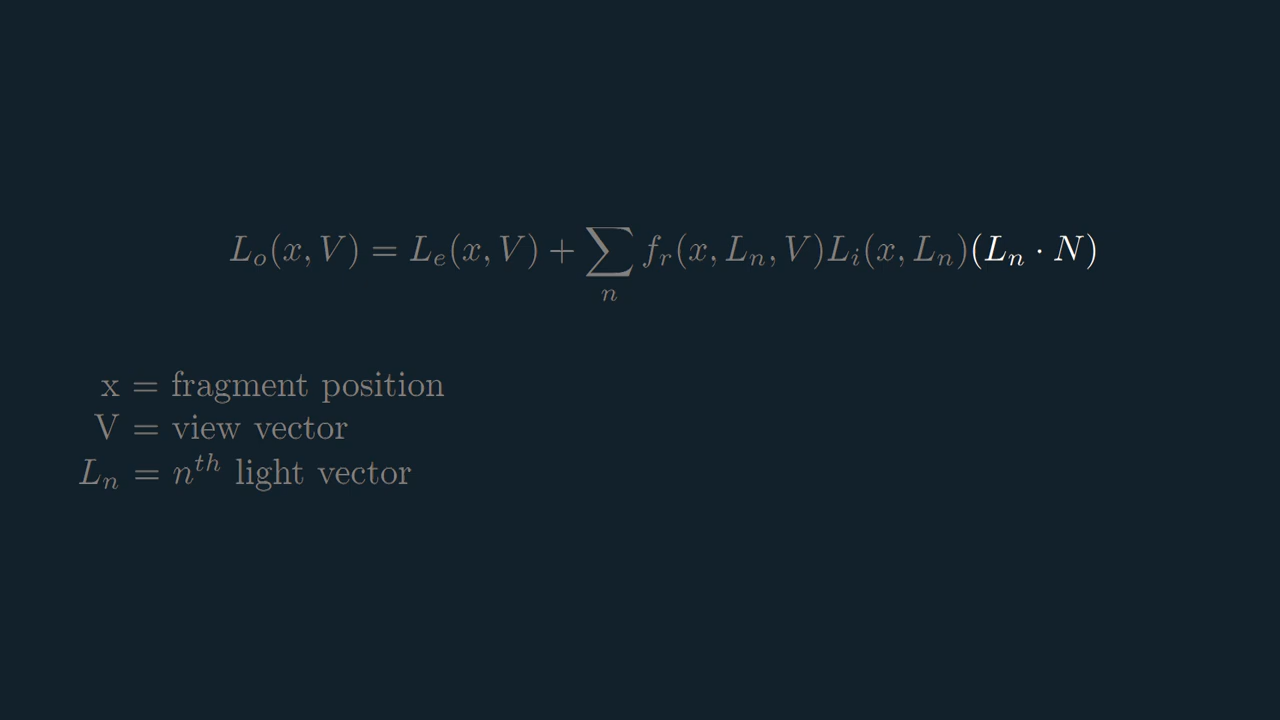 L_o(x, V) = L_e(x, V) + ∑_n f_r(x, L_n, V)L_i(x, L_n)(L_n · N)
x = fragment position
V = view vector
L_n = n^{th} light vector